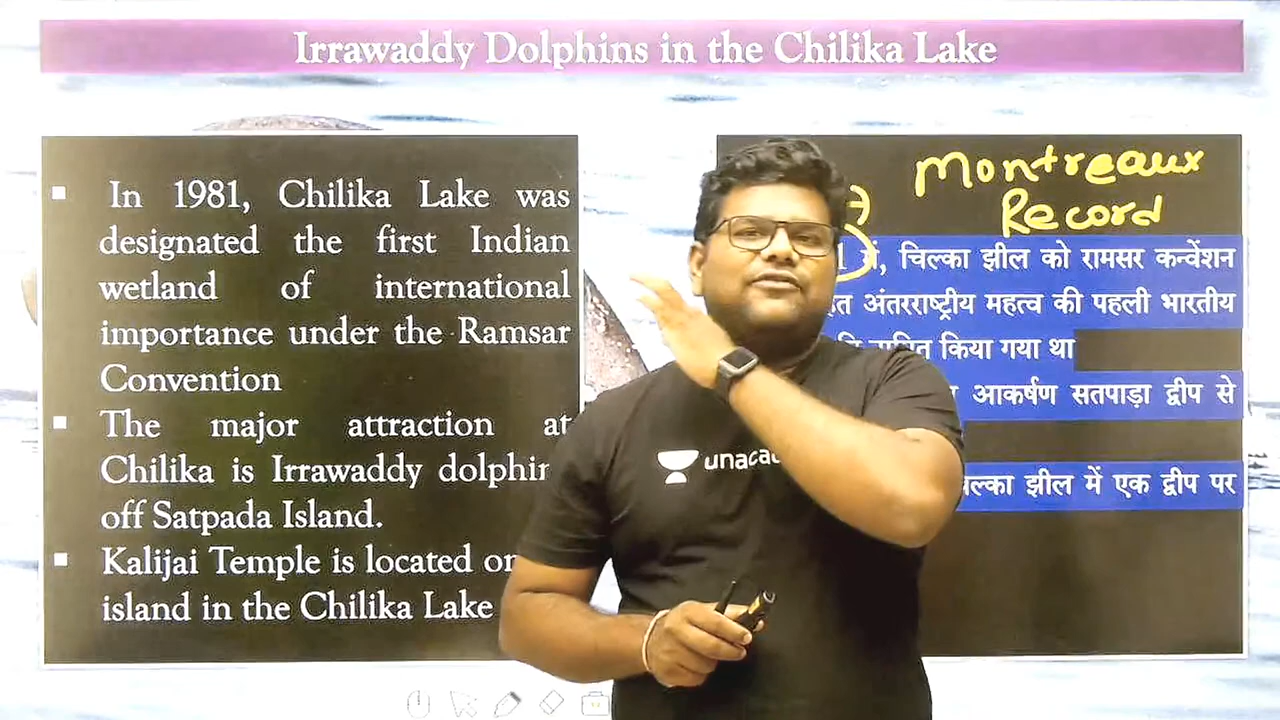 Irrawaddy Dolphins in the Chilika Lake
▪ In 1981, Chilika Lake was
designated the first Indian
wetland of international
importance under the Ramsar
Convention
▪ The major attraction at
Chilika is Irrawaddy
off Satpada Island.
▪ Kalijai Temple is located
island in the Chilika Lake
Montreaux
Record
में, चिल्का झील को रामसर कन्वेंशन
अंतरराष्ट्रीय महत्व की पहली भारतीय
किया गया था
आकर्षण सतपाड़ा द्वीप से
झील में एक द्वीप पर